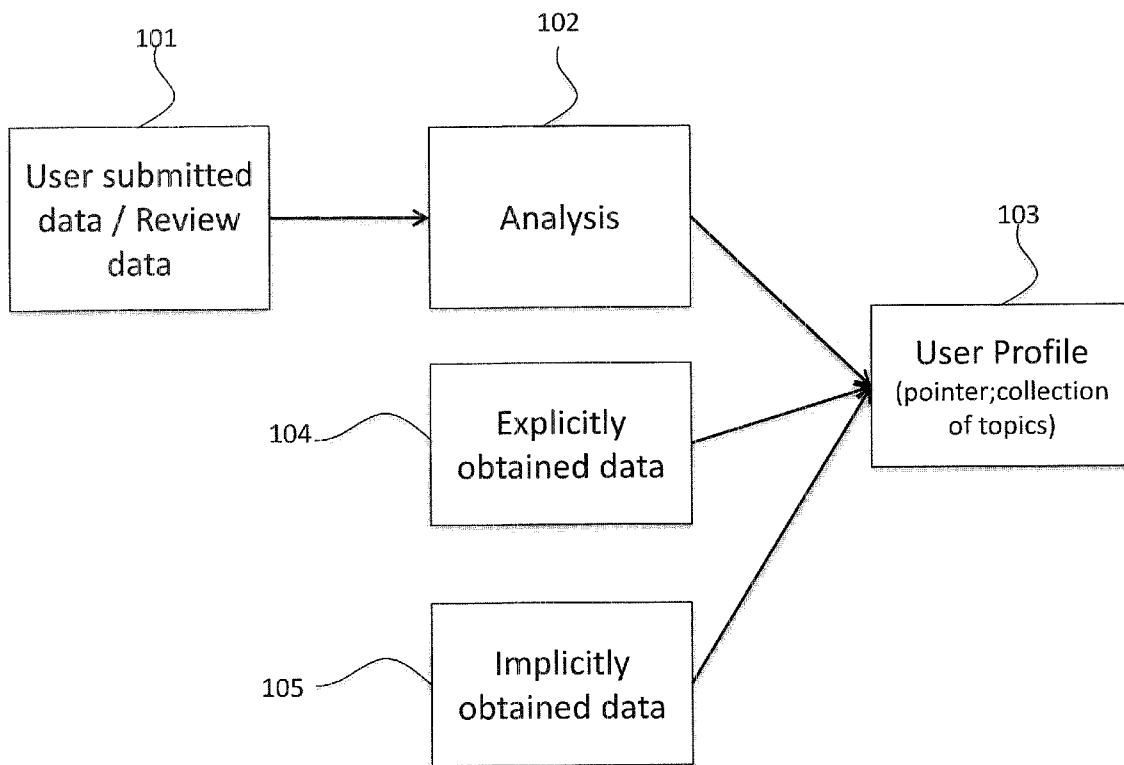 101
102
User submitted
data / Review
data
Analysis
103
User Profile
(pointer;collection
of topics)
104
Explicitly
obtained data
105
Implicitly
obtained data